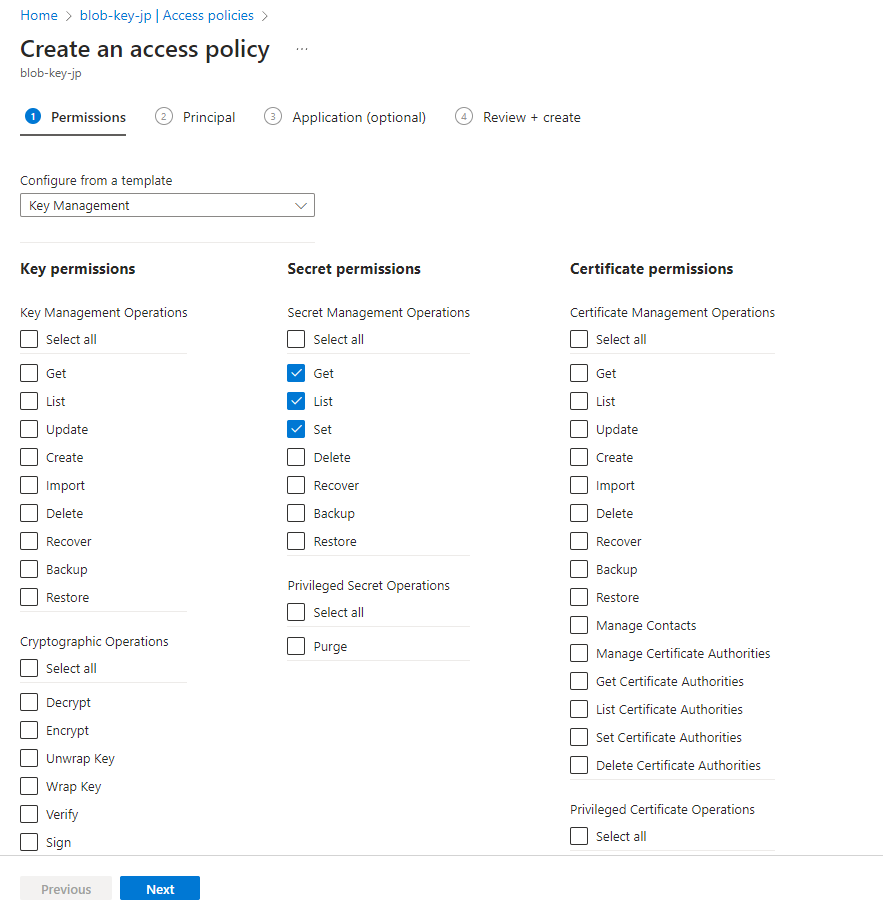 Home > blob-key-jp | Access policies >
Create an access policy ...
blob-key-jp
1 Permissions 2 Principal 3 Application (optional) 4 Review + create
Configure from a template
Key Management
Key permissions
Key Management Operations
Select all
Get
List
Update
Create
Import
Delete
Recover
Backup
Restore
Cryptographic Operations
Select all
Decrypt
Encrypt
Unwrap Key
Wrap Key
Verify
Sign
Secret permissions
Secret Management Operations
Select all
Get
List
Set
Delete
Recover
Backup
Restore
Privileged Secret Operations
Select all
Purge
Certificate permissions
Certificate Management Operations
Select all
Get
List
Update
Create
Import
Delete
Recover
Backup
Restore
Manage Contacts
Manage Certificate Authorities
Get Certificate Authorities
List Certificate Authorities
Set Certificate Authorities
Delete Certificate Authorities
Privileged Certificate Operations
Select all
Previous Next